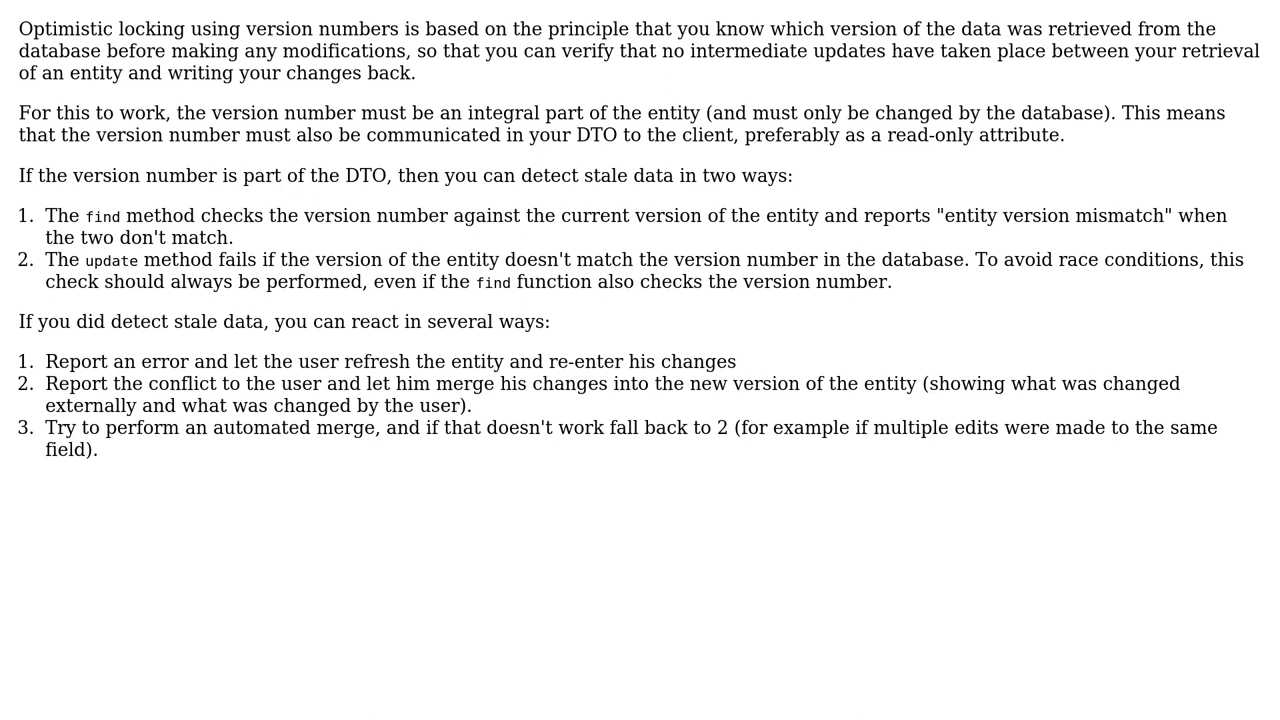 Optimistic locking using version numbers is based on the principle that you know which version of the data was retrieved from the
database before making any modifications, so that you can verify that no intermediate updates have taken place between your retrieval
of an entity and writing your changes back.
For this to work, the version number must be an integral part of the entity (and must only be changed by the database). This means
that the version number must also be communicated in your DTO to the client, preferably as a read-only attribute.
If the version number is part of the DTO, then you can detect stale data in two ways:
1. The find method checks the version number against the current version of the entity and reports "entity version mismatch" when
the two don't match.
2. The update method fails if the version of the entity doesn't match the version number in the database. To avoid race conditions, this
check should always be performed, even if the find function also checks the version number.
If you did detect stale data, you can react in several ways:
1. Report an error and let the user refresh the entity and re-enter his changes
2. Report the conflict to the user and let him merge his changes into the new version of the entity (showing what was changed
externally and what was changed by the user).
3. Try to perform an automated merge, and if that doesn't work fall back to 2 (for example if multiple edits were made to the same
field).